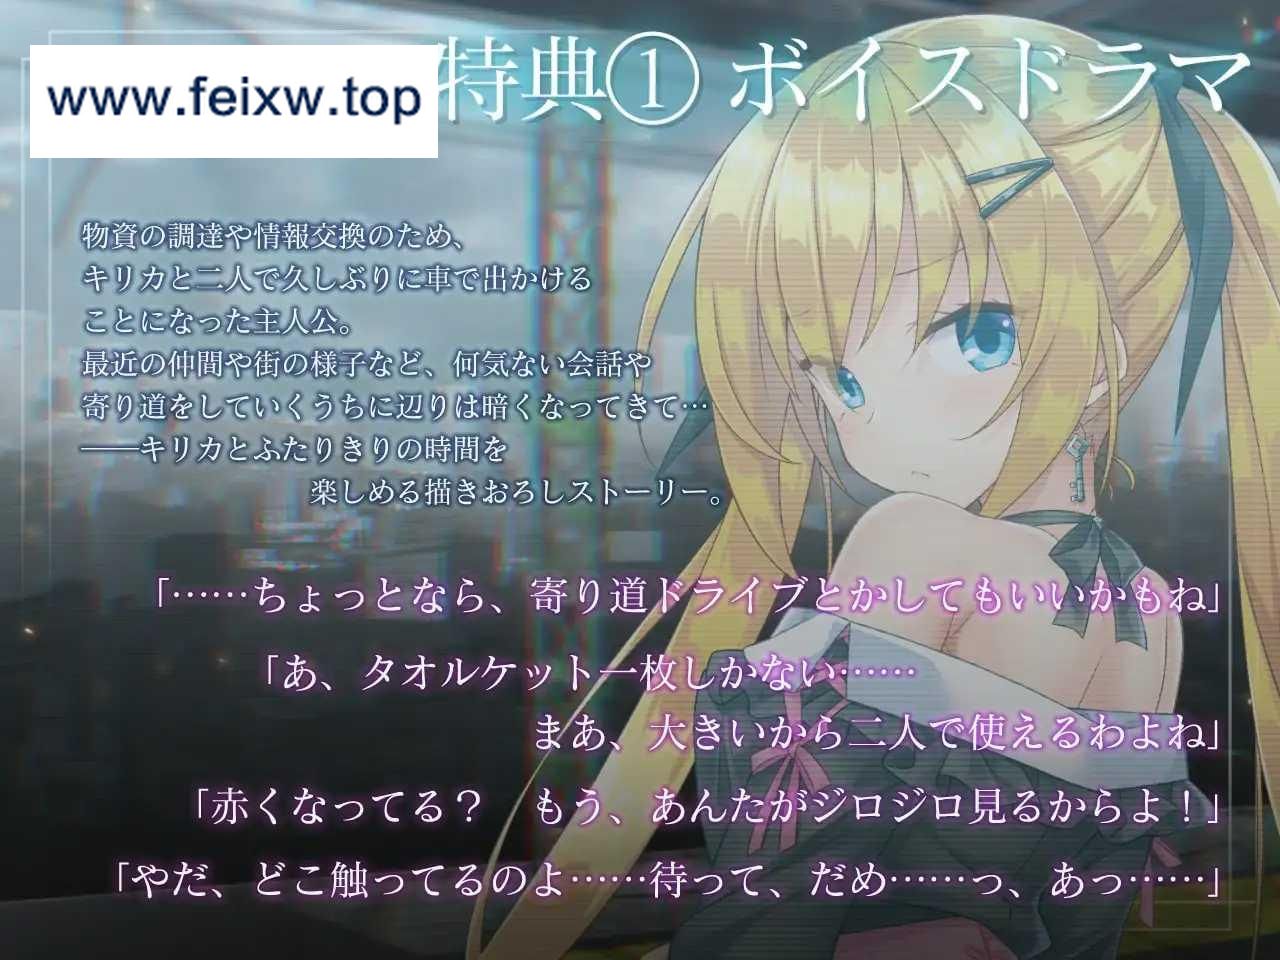 www.feixw.top
特典① ボイスドラマ
物資の調達や情報交換のため、
キリカと二人で久しぶりに車で出かける
ことになった主人公。
最近の仲間や街の様子など、何気ない会話や
寄り道をしていくうちに辺りは暗くなってきて…
――キリカとふたりきりの時間を
楽しめる描きおろしストーリー。
「……ちょっとなら、寄り道ドライブとかしてもいいかもね」
「あ、タオルケット一枚しかない……
まあ、大きいから二人で使えるわよね」
「赤くなってる？　もう、あんたがジロジロ見るからよ！」
「やだ、どこ触ってるのよ……待って、だめ……っ、あっ……」